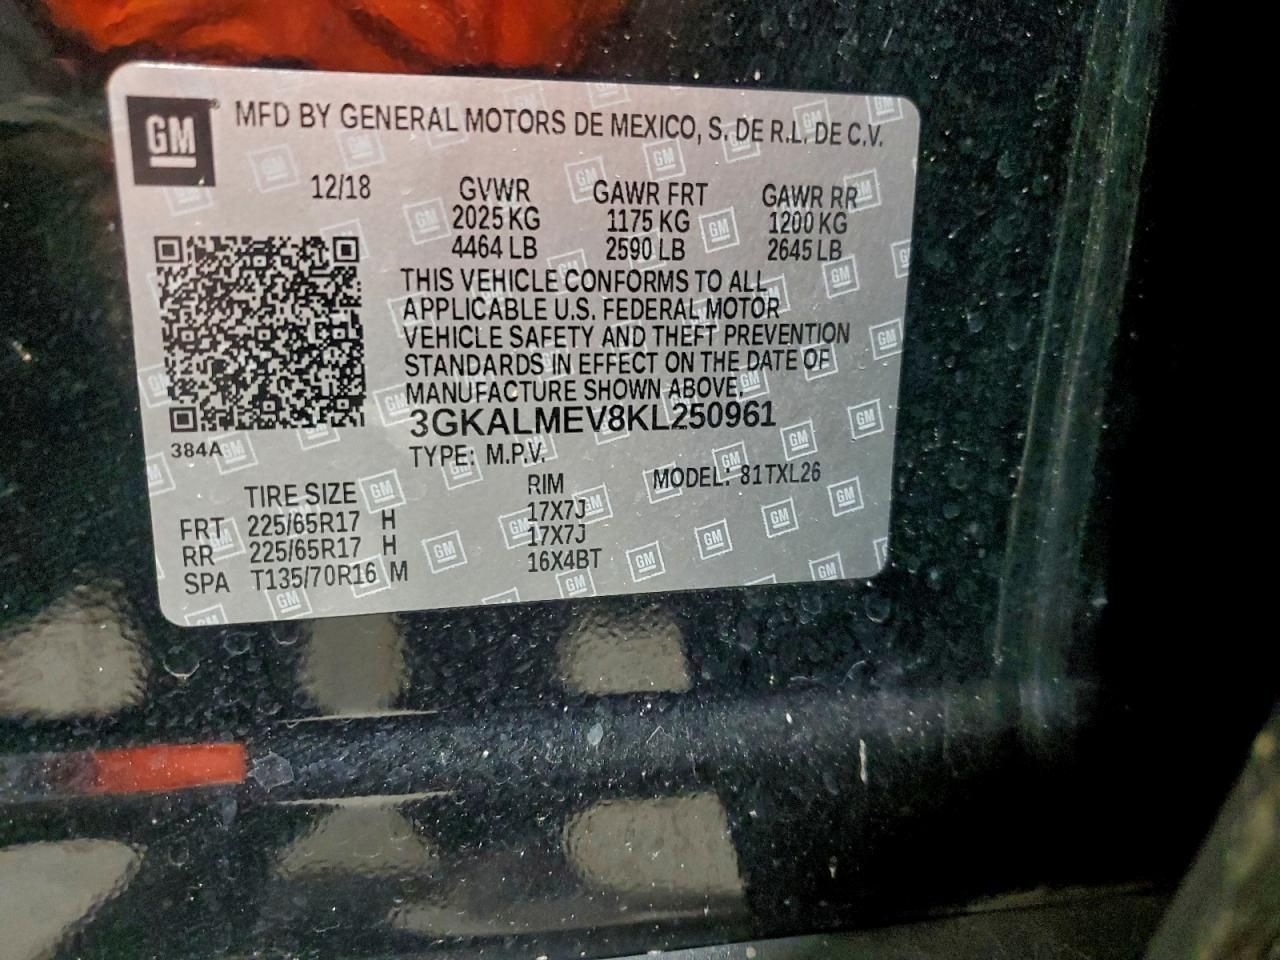 GM® MFD BY GENERAL MOTORS DE MEXICO, S. DE R.L. DE C.V.
12/18 GVWR GAWR FRT GAWR RR
2025 KG 1175 KG 1200 KG
4464 LB 2590 LB 2645 LB
THIS VEHICLE CONFORMS TO ALL
APPLICABLE U.S. FEDERAL MOTOR
VEHICLE SAFETY AND THEFT PREVENTION
STANDARDS IN EFFECT ON THE DATE OF
MANUFACTURE SHOWN ABOVE.
3GKALMEV8KL250961
384A TYPE: M.P.V.
MODEL: 81TXL26
TIRE SIZE RIM
FRT 225/65R17 H 17X7J
RR 225/65R17 H 17X7J
SPA T135/70R16 M 16X4BT